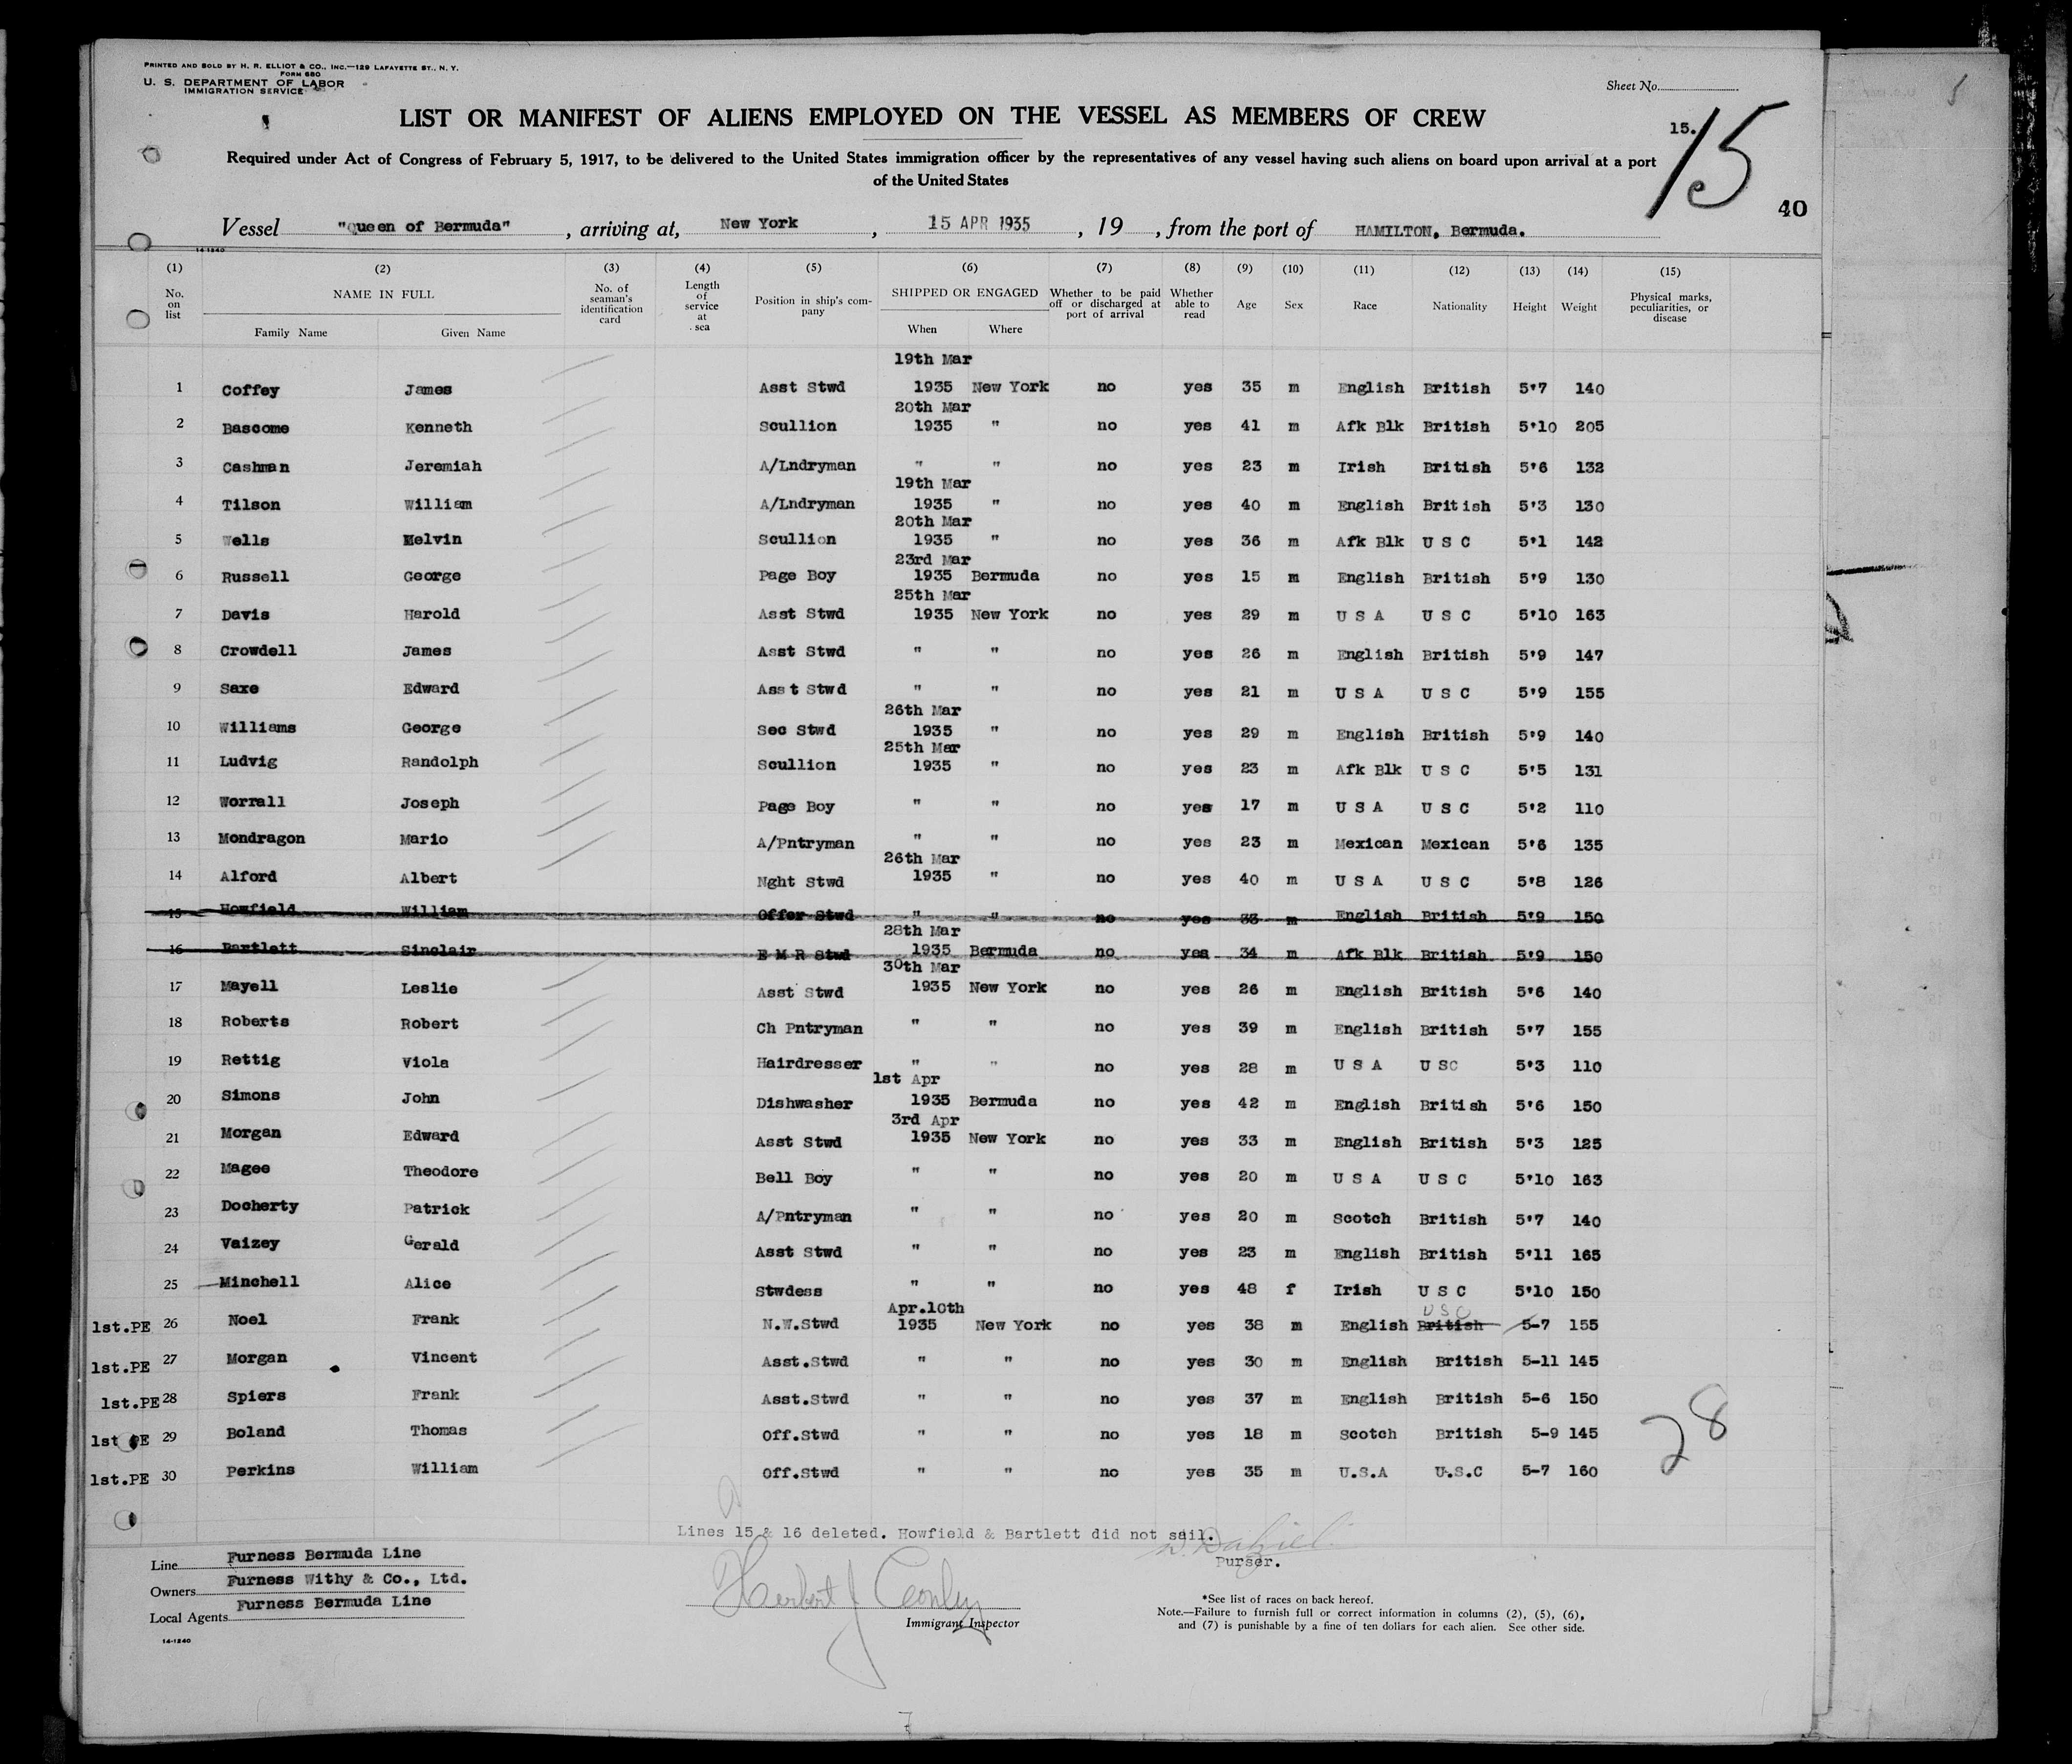 PRINTED AND SOLD BY H. R. ELLIOT & CO., INC.—129 LAFAYETTE ST., N. Y.
FORM 680
U. S. DEPARTMENT OF LABOR
IMMIGRATION SERVICE
Sheet No.
LIST OR MANIFEST OF ALIENS EMPLOYED ON THE VESSEL AS MEMBERS OF CREW
15. 15
Required under Act of Congress of February 5, 1917, to be delivered to the United States immigration officer by the representatives of any vessel having such aliens on board upon arrival at a port
of the United States
40
Vessel "Queen of Bermuda", arriving at, New York, 15 APR 1935, 19 , from the port of HAMILTON, Bermuda.
14-1240
(1) (2) (3) (4) (5) (6) (7) (8) (9) (10) (11) (12) (13) (14) (15)
No. on list
NAME IN FULL
Family Name Given Name
No. of seaman's identification card
Length of service at sea
Position in ship's company
SHIPPED OR ENGAGED
When Where
Whether to be paid off or discharged at port of arrival
Whether able to read
Age
Sex
Race
Nationality
Height
Weight
Physical marks, peculiarities, or disease
19th Mar
1 Coffey James Asst Stwd 1935 New York no yes 35 m English British 5'7 140
20th Mar
2 Bascome Kenneth Scullion 1935 " no yes 41 m Afk Blk British 5'10 205
3 Cashman Jeremiah A/Lndryman " " no yes 23 m Irish British 5'6 132
19th Mar
4 Tilson William A/Lndryman 1935 " no yes 40 m English British 5'3 130
20th Mar
5 Wells Melvin Scullion 1935 " no yes 36 m Afk Blk U S C 5'1 142
23rd Mar
6 Russell George Page Boy 1935 Bermuda no yes 15 m English British 5'9 130
25th Mar
7 Davis Harold Asst Stwd 1935 New York no yes 29 m U S A U S C 5'10 163
8 Crowdell James Asst Stwd " " no yes 26 m English British 5'9 147
9 Saxe Edward Asst Stwd " " no yes 21 m U S A U S C 5'9 155
26th Mar
10 Williams George Sec Stwd 1935 " no yes 29 m English British 5'9 140
25th Mar
11 Ludvig Randolph Scullion 1935 " no yes 23 m Afk Blk U S C 5'5 131
12 Worrall Joseph Page Boy " " no yes 17 m U S A U S C 5'2 110
13 Mondragon Mario A/Pntryman " " no yes 23 m Mexican Mexican 5'6 135
26th Mar
14 Alford Albert Nght Stwd 1935 " no yes 40 m U S A U S C 5'8 126
15 Howfield William Offcr Stwd " " no yes 33 m English British 5'9 150
28th Mar
16 Bartlett Sinclair E M R Stwd 1935 Bermuda no yes 34 m Afk Blk British 5'9 150
30th Mar
17 Mayell Leslie Asst Stwd 1935 New York no yes 26 m English British 5'6 140
18 Roberts Robert Ch Pntryman " " no yes 39 m English British 5'7 155
19 Rettig Viola Hairdresser " " no yes 28 m U S A U SC 5'3 110
1st Apr
20 Simons John Dishwasher 1935 Bermuda no yes 42 m English British 5'6 150
3rd Apr
21 Morgan Edward Asst Stwd 1935 New York no yes 33 m English British 5'3 125
22 Magee Theodore Bell Boy " " no yes 20 m U S A U S C 5'10 163
23 Docherty Patrick A/Pntryman " " no yes 20 m Scotch British 5'7 140
24 Vaizey Gerald Asst Stwd " " no yes 23 m English British 5'11 165
25 Minchell Alice Stwdess " " no yes 48 f Irish U S C 5'10 150
Apr.10th U S C
1st.PE 26 Noel Frank N.W.Stwd 1935 New York no yes 38 m English British 5-7 155
1st.PE 27 Morgan Vincent Asst.Stwd " " no yes 30 m English British 5-11 145
1st.PE 28 Spiers Frank Asst.Stwd " " no yes 37 m English British 5-6 150
1st PE 29 Boland Thomas Off.Stwd " " no yes 18 m Scotch British 5-9 145
1st.PE 30 Perkins William Off.Stwd " " no yes 35 m U.S.A U.S.C 5-7 160
28
Lines 15 & 16 deleted. Howfield & Bartlett did not sail.
Purser.
Line Furness Bermuda Line
Owners Furness Withy & Co., Ltd.
Local Agents Furness Bermuda Line
14-1240
Herbert J Conley
Immigrant Inspector
*See list of races on back hereof.
Note.—Failure to furnish full or correct information in columns (2), (5), (6),
and (7) is punishable by a fine of ten dollars for each alien. See other side.